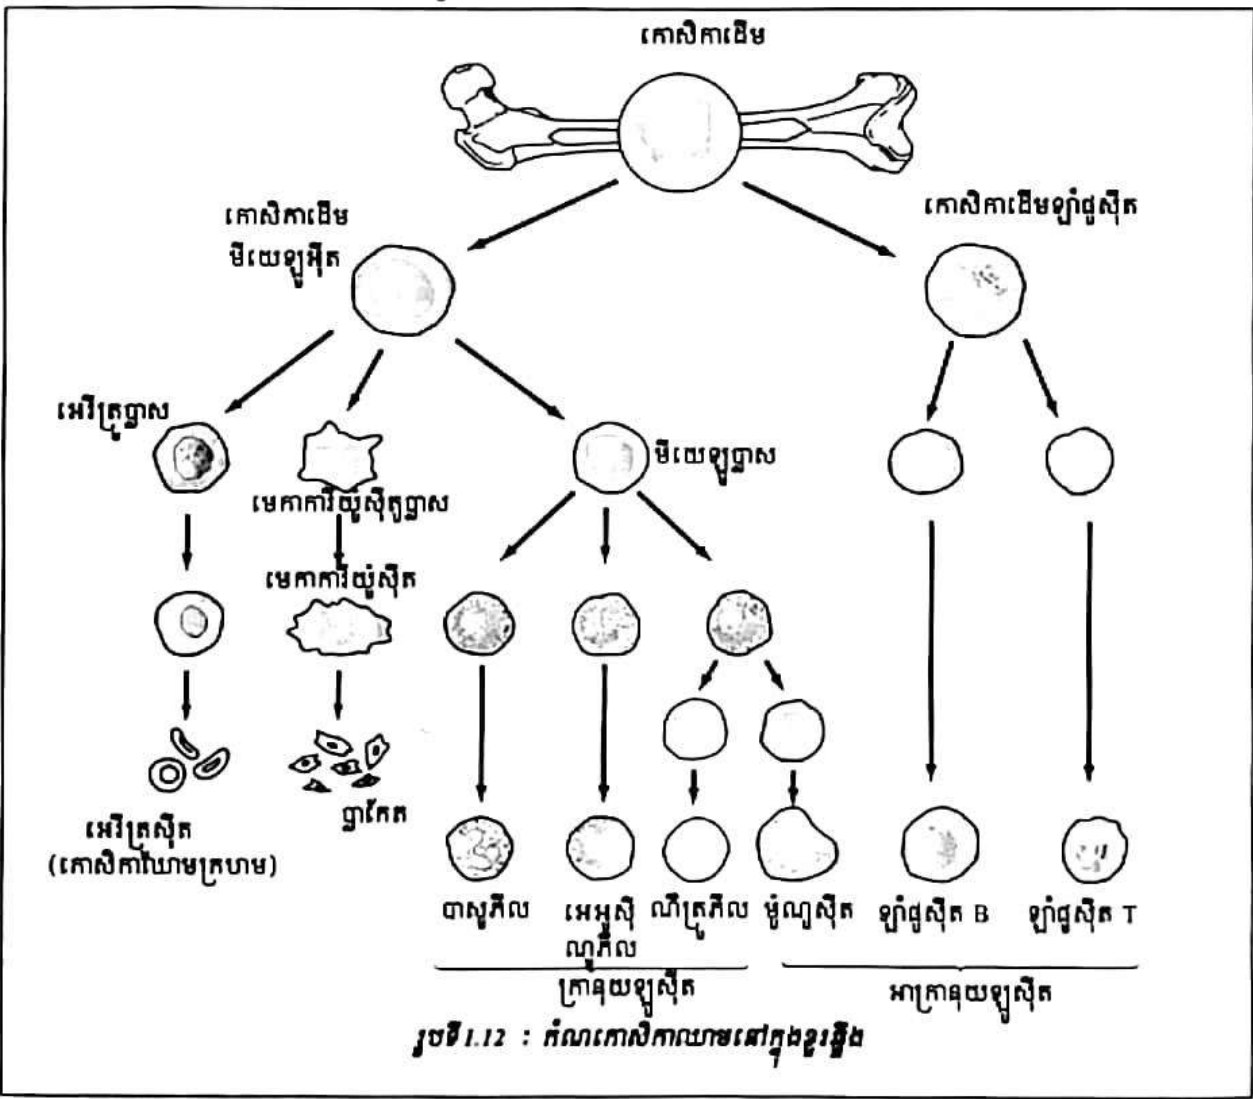 កោសិកាដើម
កោសិកាដើម
មីយេឡូអ៊ីត
កោសិកាដើមឡាំផូស៊ីត
អេរីត្រូប្លាស
មីយេឡូប្លាស
មេកាការីយ៉ូស៊ីតូប្លាស
មេកាការីយ៉ូស៊ីត
អេរីត្រូស៊ីត
(កោសិកាឈាមក្រហម)
ប្លាកែត
បាសូភីល
អេអូស៊ី
ណូភីល
ណឺត្រូភីល
ម៉ូណូស៊ីត
ឡាំផូស៊ីត B
ឡាំផូស៊ីត T
ក្រានុយឡូស៊ីត
អាក្រានុយឡូស៊ីត
រូបទី1.12 : កំណកោសិកាឈាមនៅក្នុងខួរឆ្អឹង